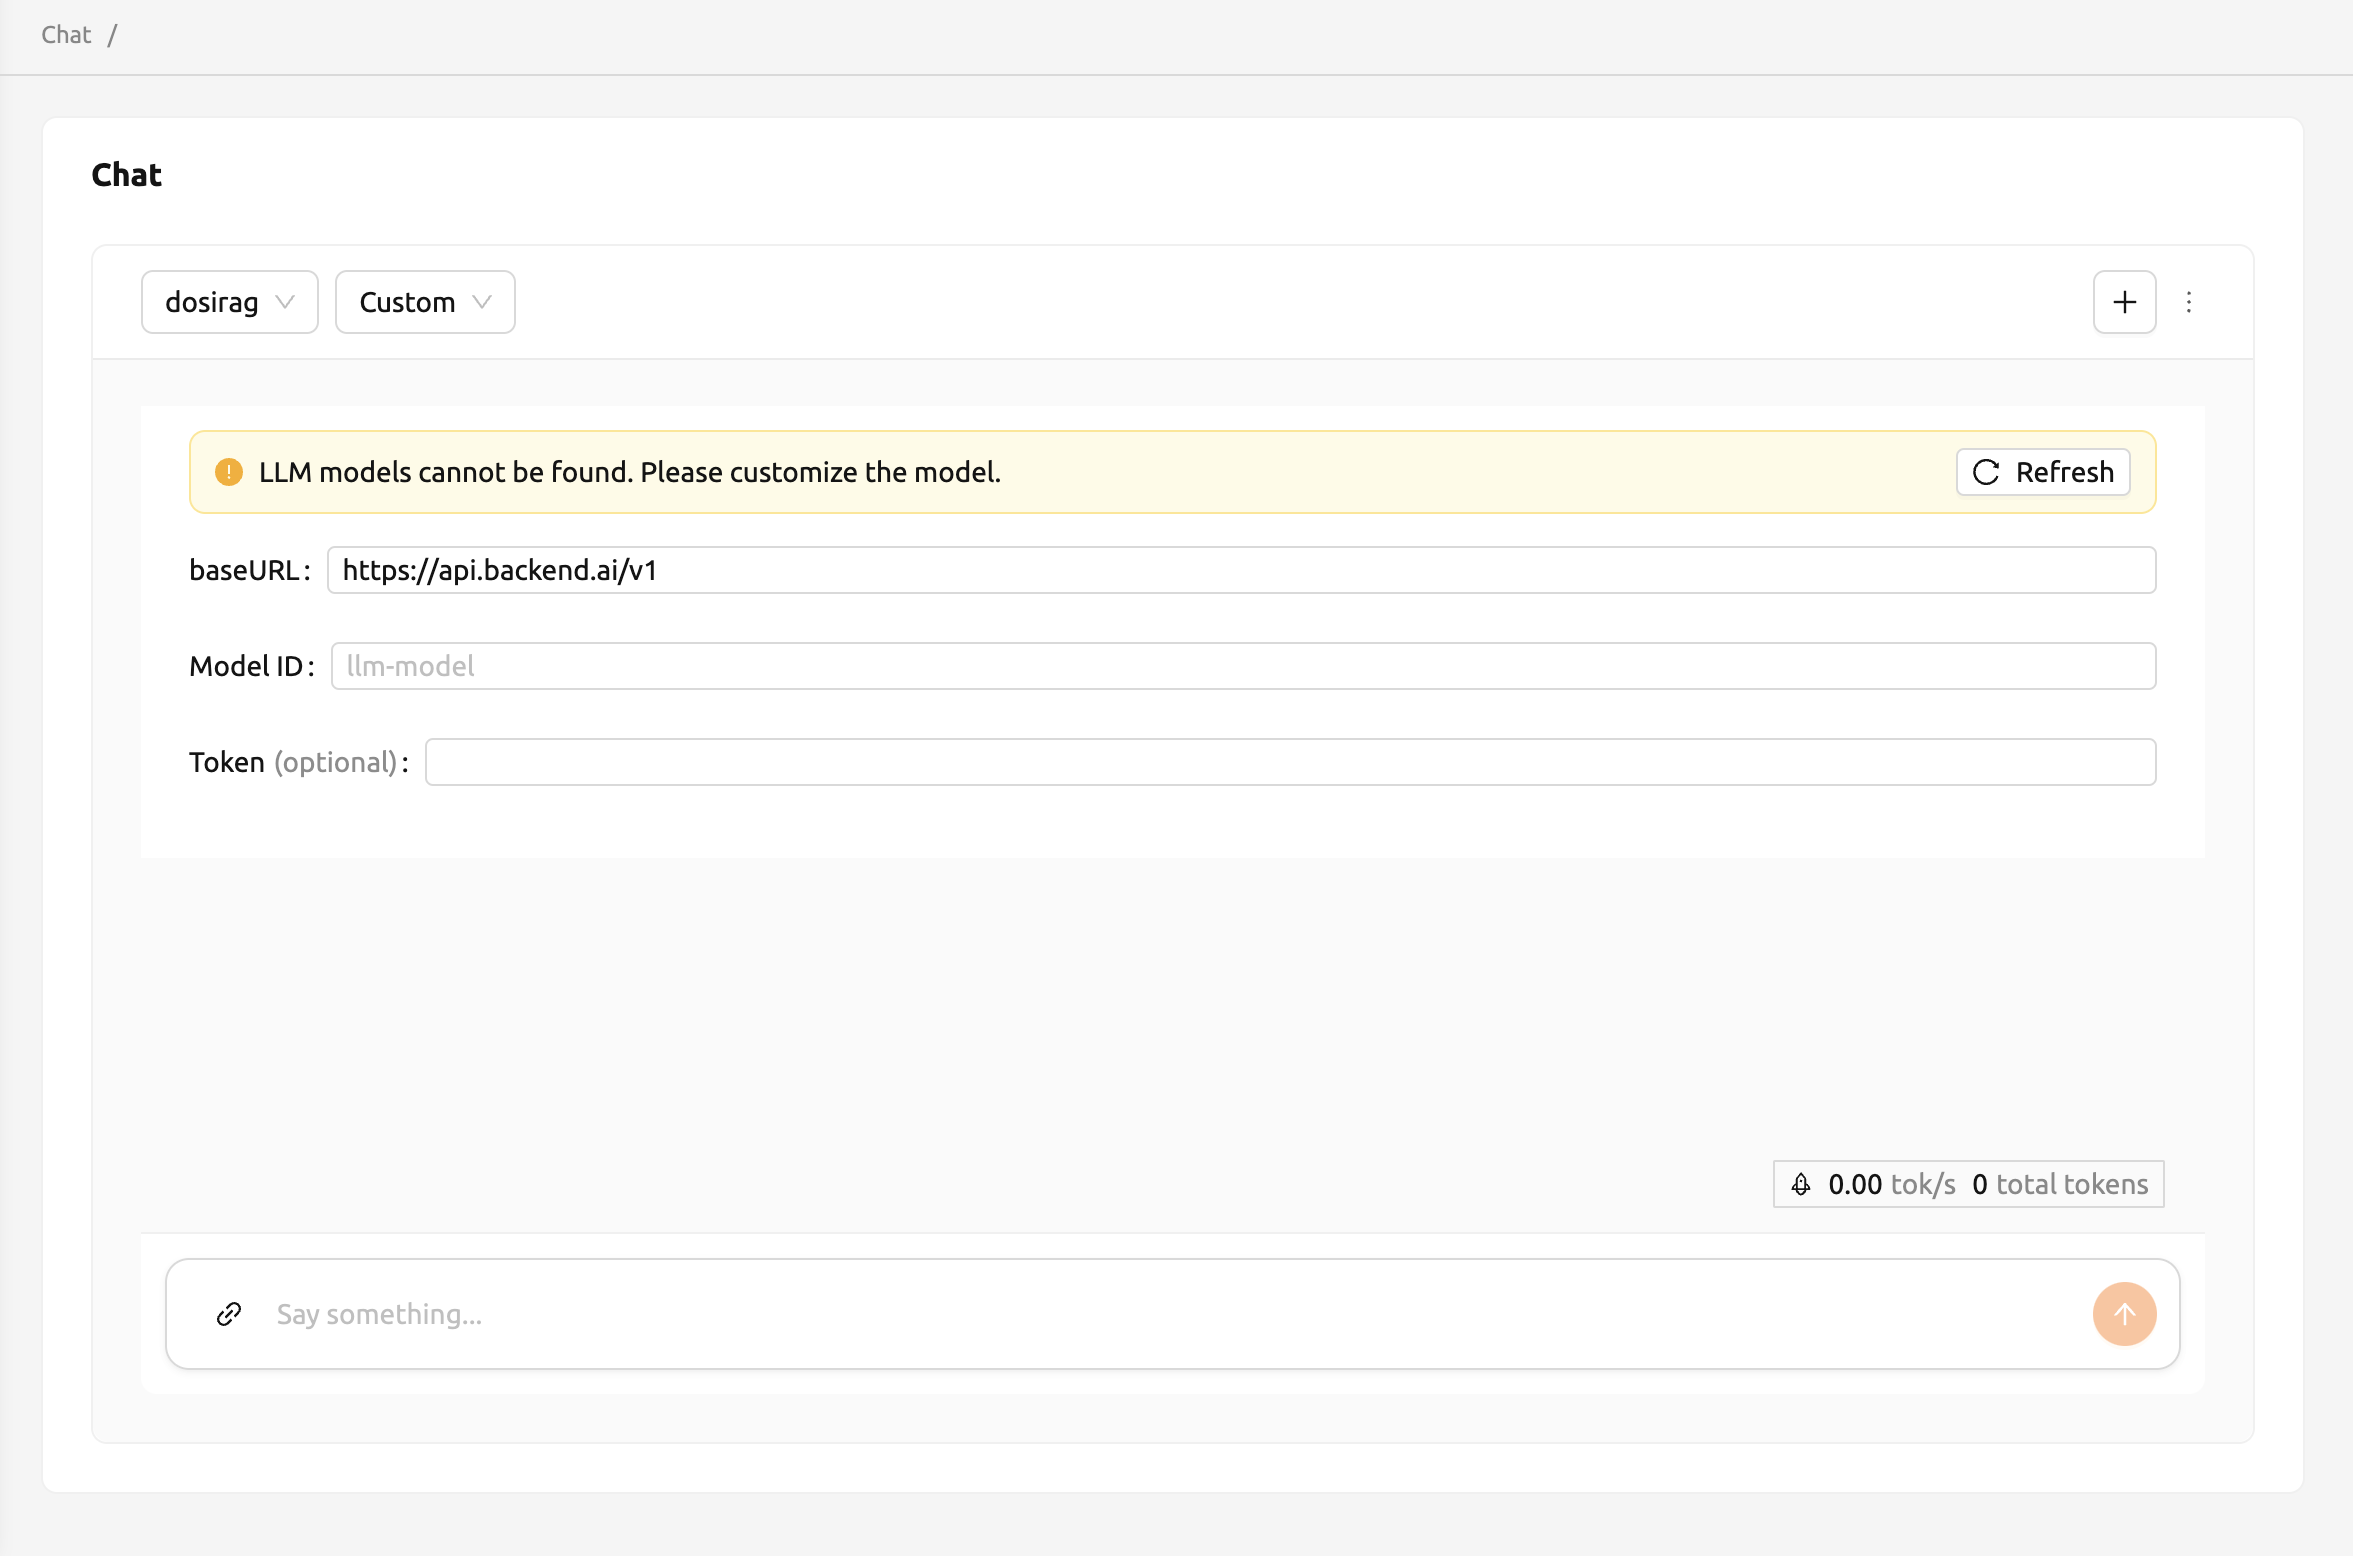 Chat /
Chat
dosirag Custom
LLM models cannot be found. Please customize the model. Refresh
baseURL: https://api.backend.ai/v1
Model ID: llm-model
Token (optional):
0.00 tok/s 0 total tokens
Say something...